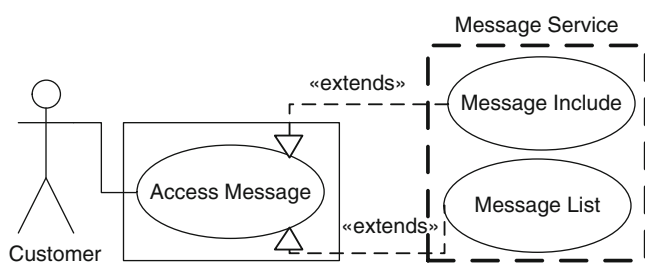 Message Service
«extends»
Message Include
Access Message
Message List
«extends»
Customer